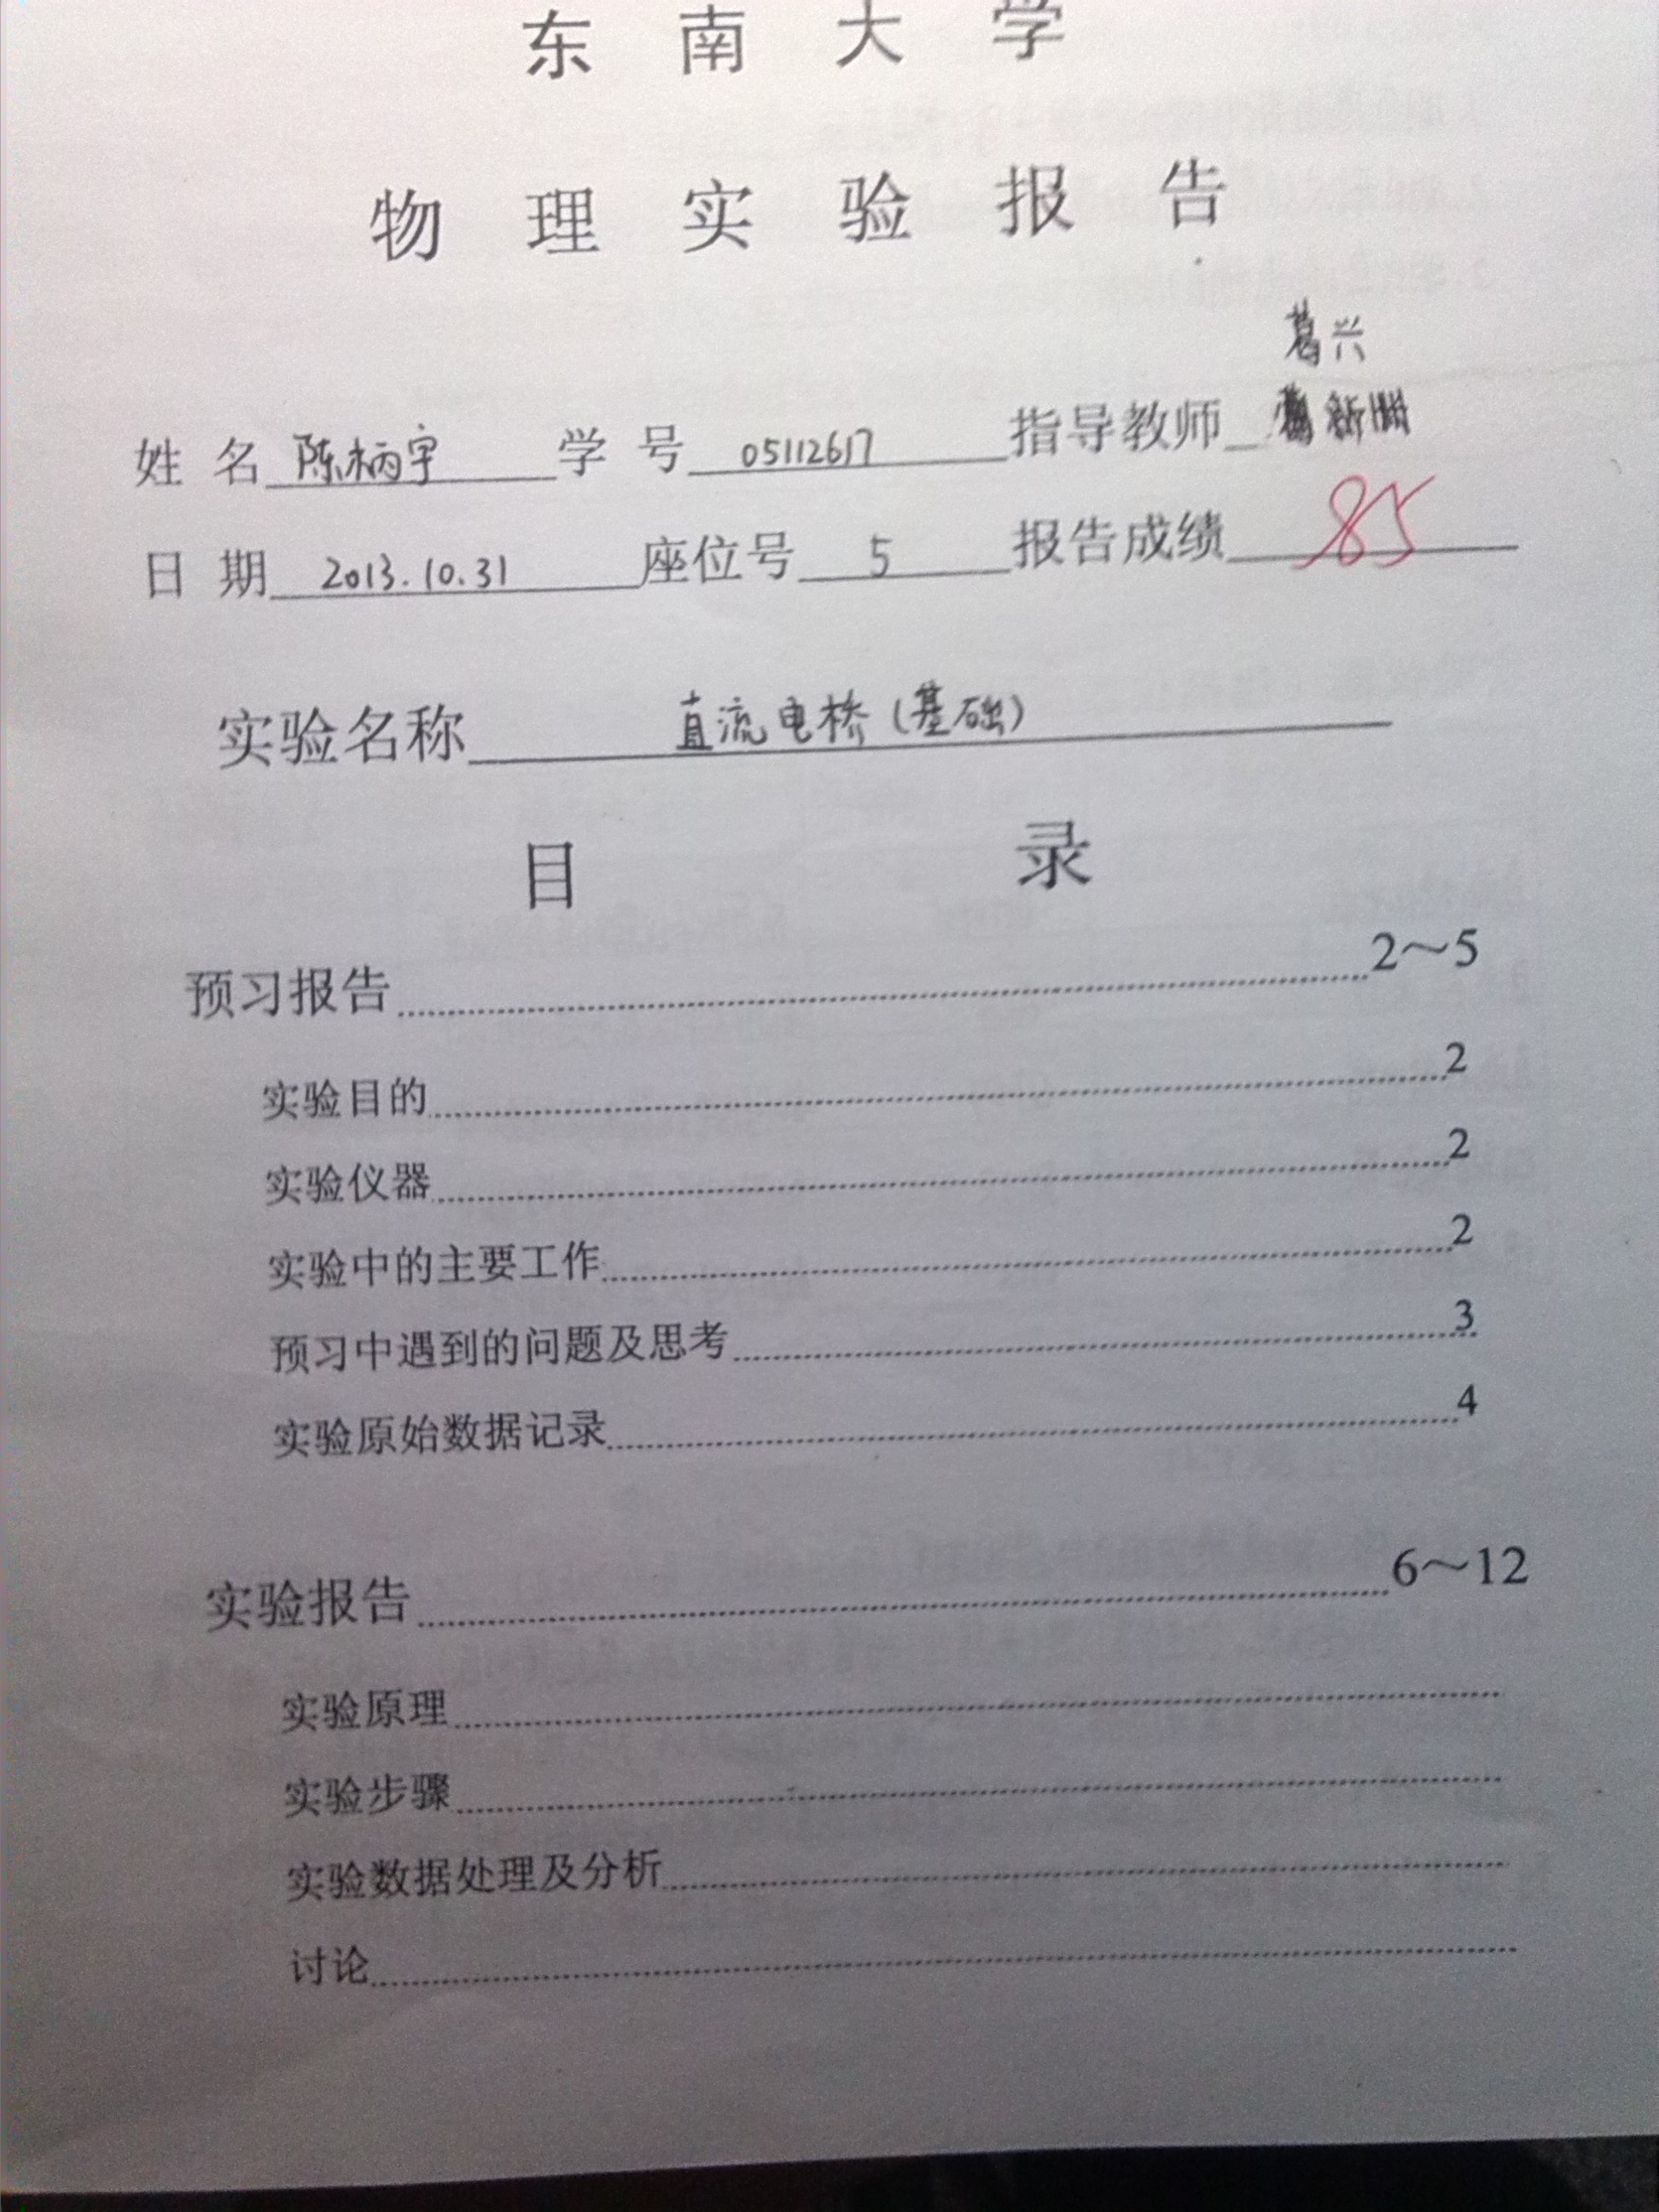 东 南 大 学
物 理 实 验 报 告
葛兴
姓 名 陈柄宇 学 号 05112617 指导教师
日 期 2013.10.31 座位号 5 报告成绩 85
实验名称 直流电桥(基础)
目 录
预习报告 2～5
实验目的 2
实验仪器 2
实验中的主要工作 2
预习中遇到的问题及思考 3
实验原始数据记录 4
实验报告 6～12
实验原理
实验步骤
实验数据处理及分析
讨论